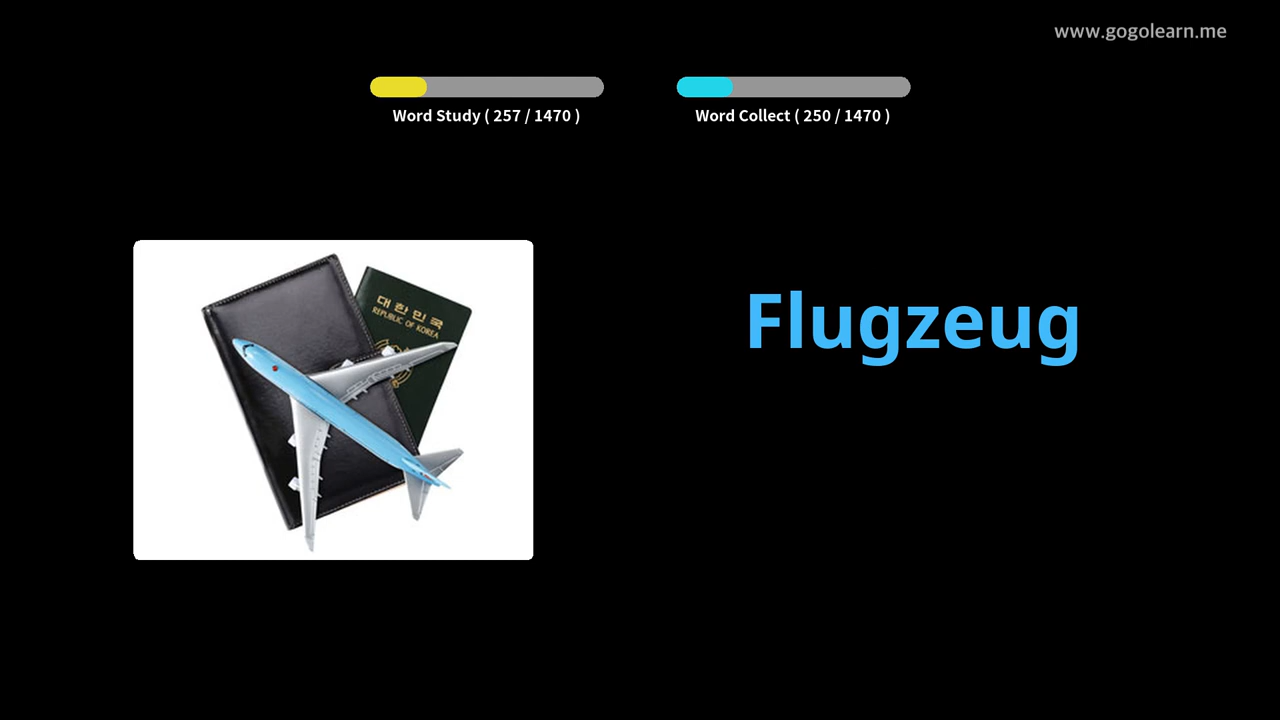 www.gogolearn.me
Word Study ( 257 / 1470 )
Word Collect ( 250 / 1470 )
대한민국
REPUBLIC OF KOREA
Flugzeug